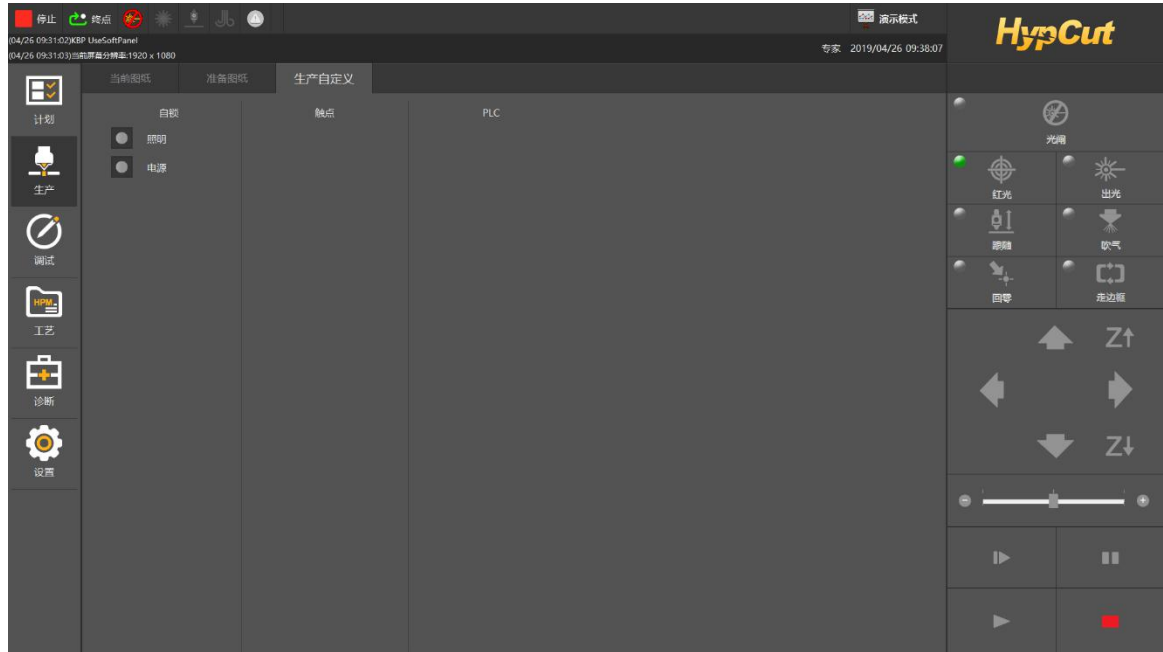 停止 终点 演示模式
(04/26 09:31:02)KBP UseSoftPanel
(04/26 09:31:03)当前屏幕分辨率:1920 x 1080
专家 2019/04/26 09:38:07
HypCut
当前图纸 准备图纸 生产自定义
计划
生产
调试
HPM
工艺
诊断
设置
自锁 触点 PLC
照明
电源
光闸
红光 出光
跟随 吹气
回零 走边框
Z↑
Z↓